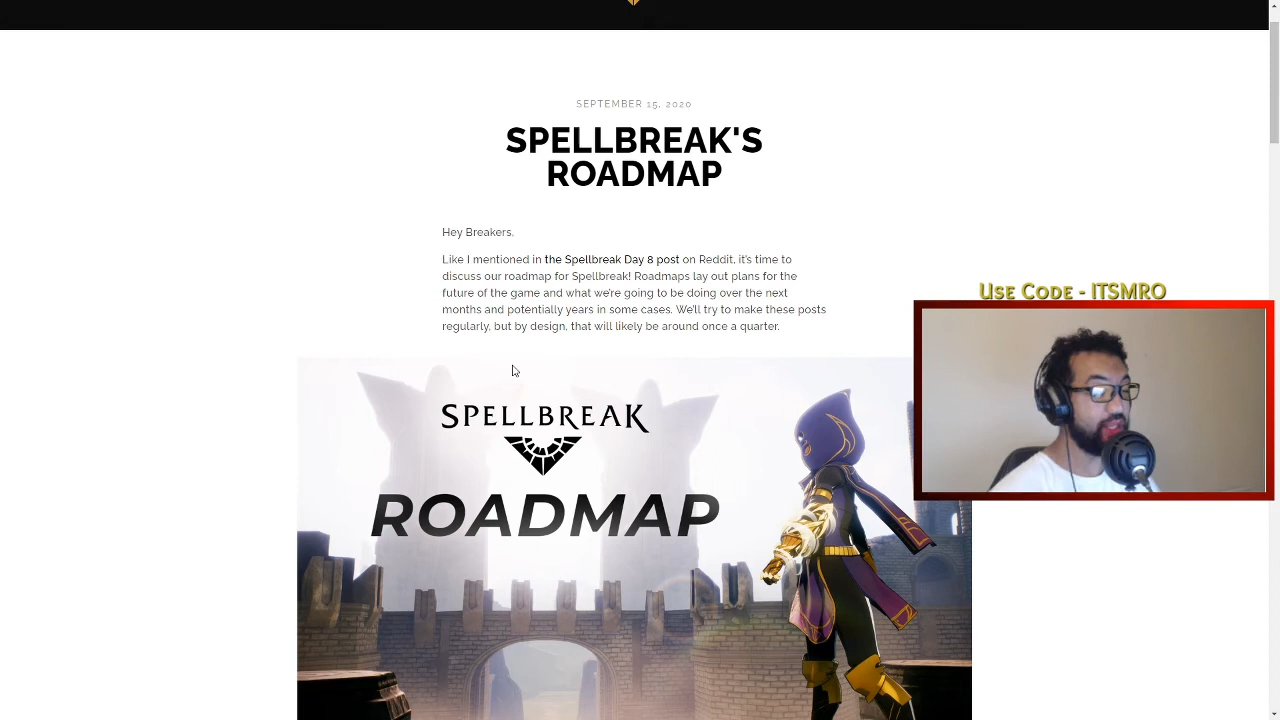 SEPTEMBER 15, 2020
SPELLBREAK'S
ROADMAP
Hey Breakers,
Like I mentioned in the Spellbreak Day 8 post on Reddit, it's time to
discuss our roadmap for Spellbreak! Roadmaps lay out plans for the
future of the game and what we're going to be doing over the next
months and potentially years in some cases. We'll try to make these posts
regularly, but by design, that will likely be around once a quarter.
Use Code - ITSMRO
SPELLBREAK
ROADMAP